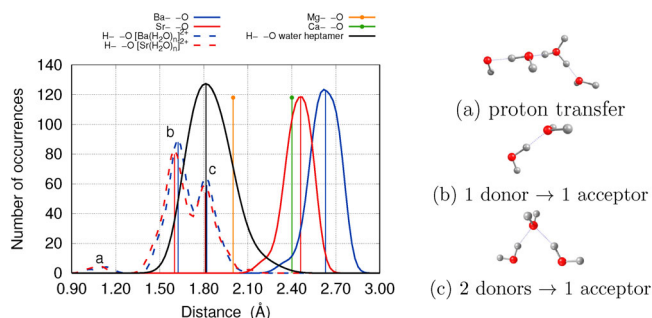 Ba– –O
Sr– –O
H– –O [Ba(H₂O)ₙ]²⁺
H– –O [Sr(H₂O)ₙ]²⁺
Mg– –O
Ca– –O
H– –O water heptamer
140
120
100
80
60
40
20
0
Number of occurrences
a
b
c
0.90 1.20 1.50 1.80 2.10 2.40 2.70 3.00
Distance (Å)
(a) proton transfer
(b) 1 donor → 1 acceptor
(c) 2 donors → 1 acceptor